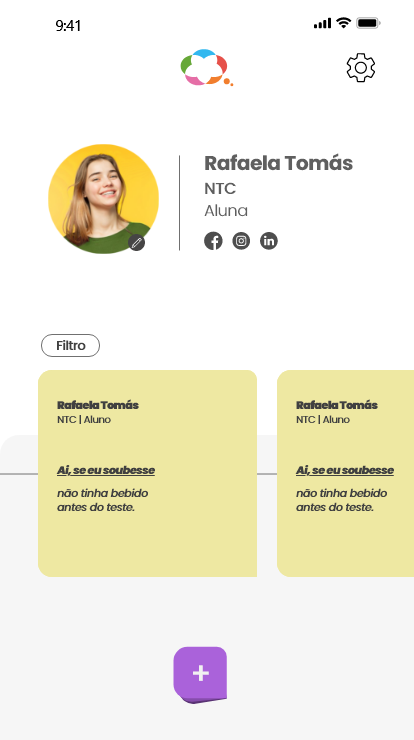 9:41
Rafaela Tomás
NTC
Aluna
Filtro
Rafaela Tomás
NTC | Aluno
Ai, se eu soubesse
não tinha bebido
antes do teste.
Rafaela Tomás
NTC | Aluno
Ai, se eu soubesse
não tinha bebido
antes do teste.
+